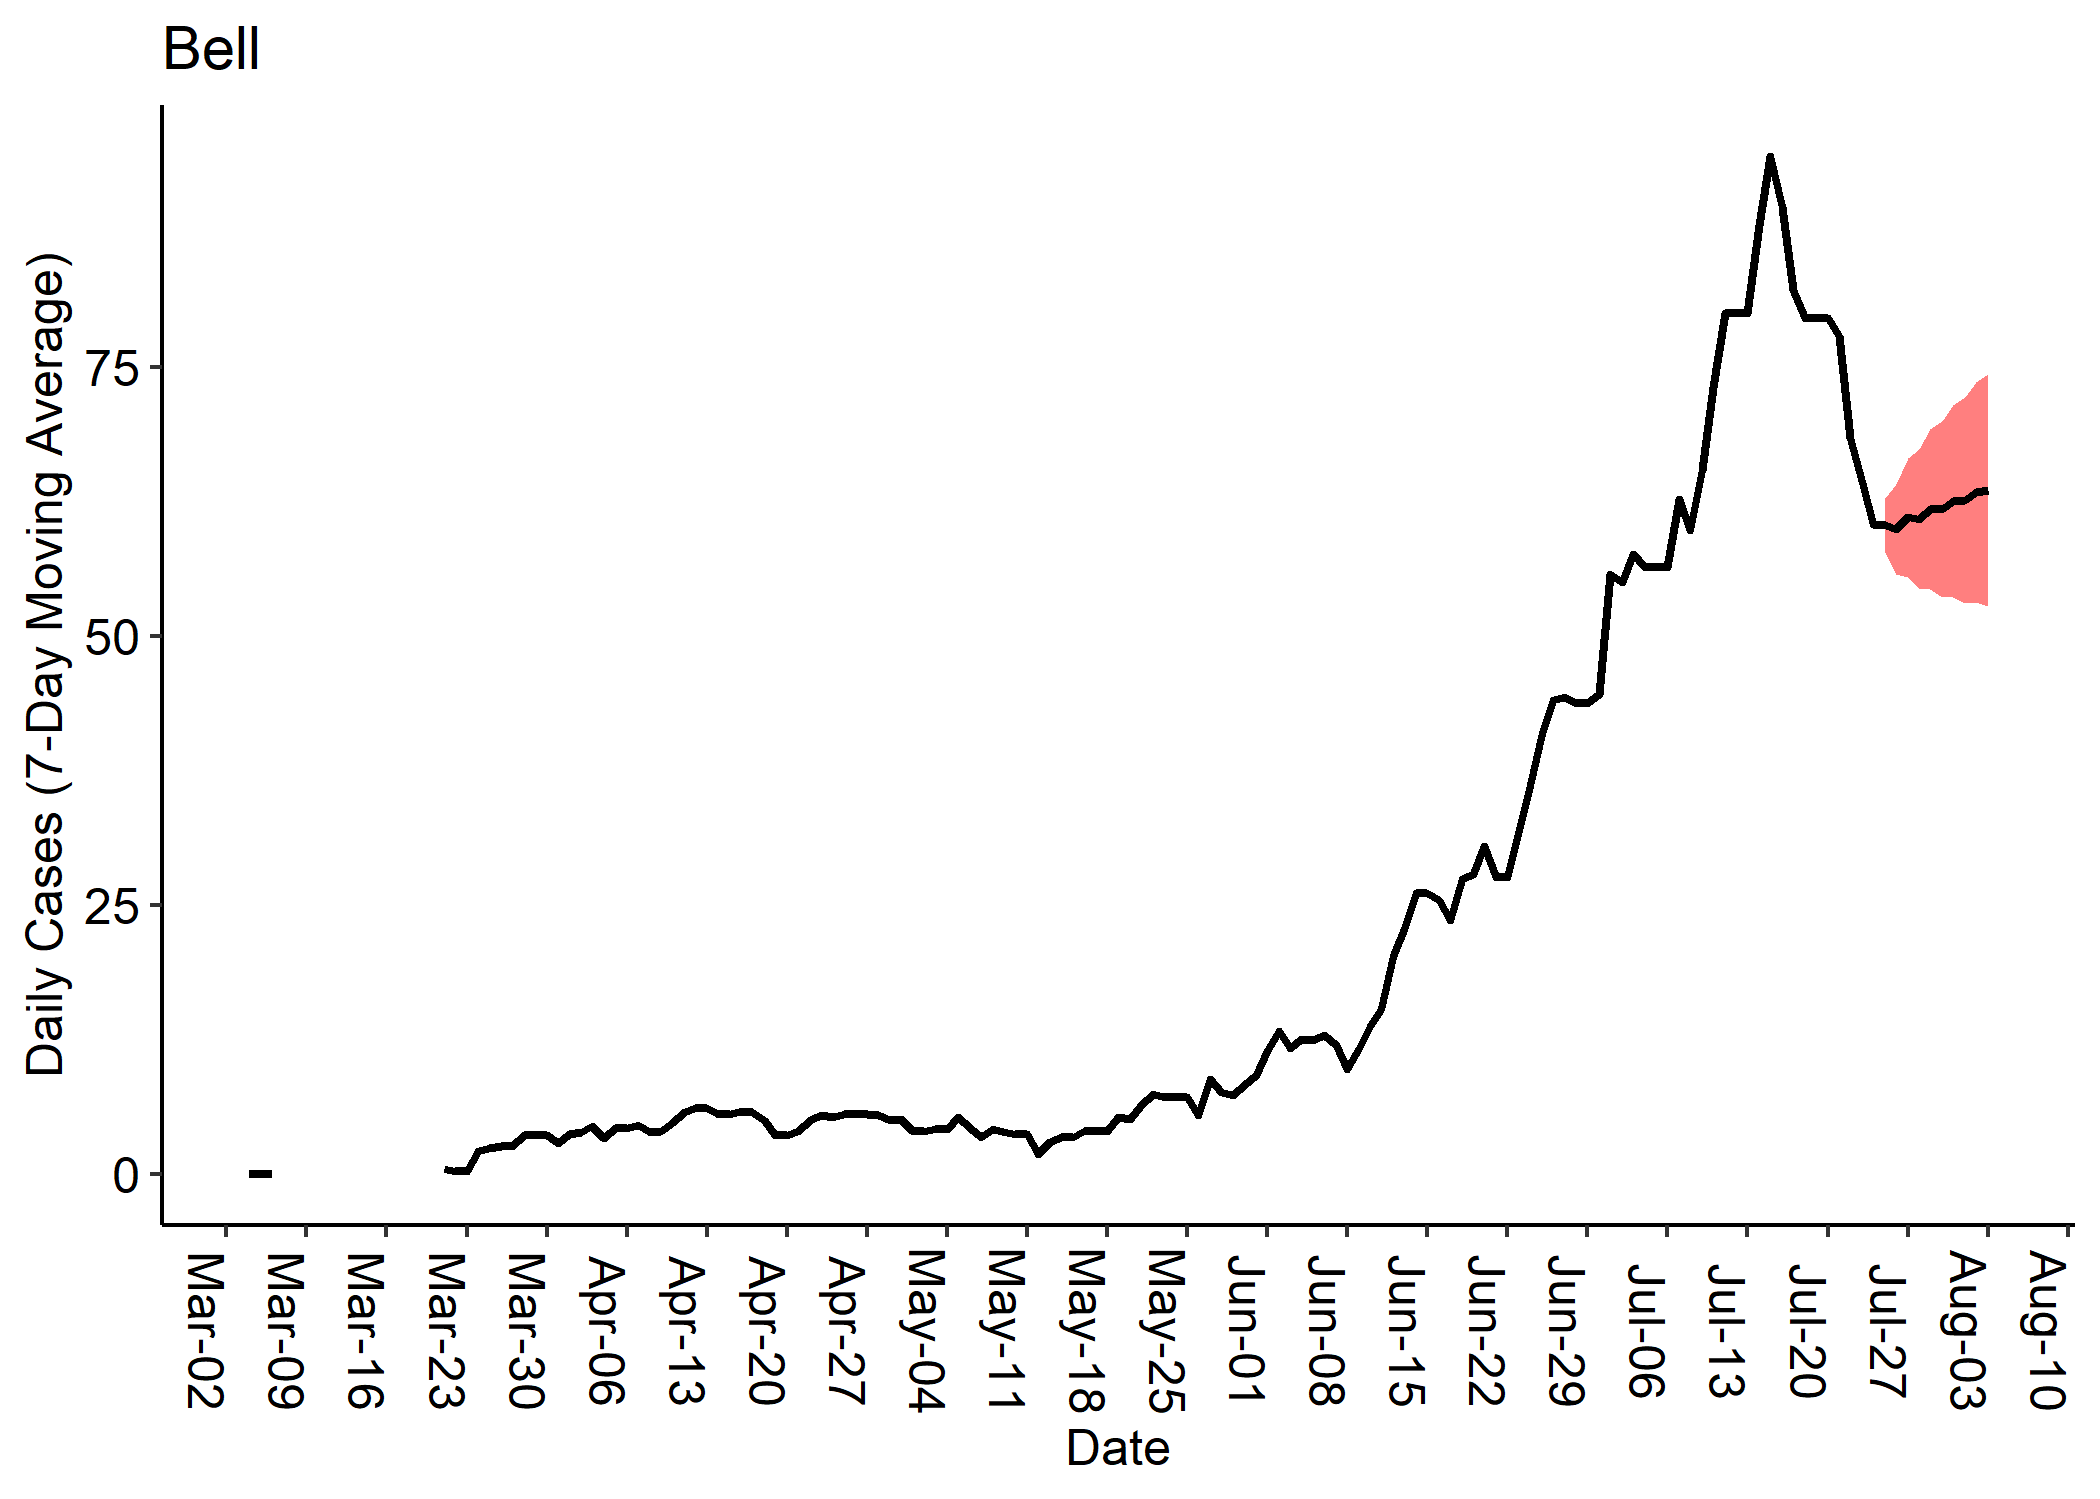 Bell
Daily Cases (7-Day Moving Average)
75
50
25
0
Mar-02
Mar-09
Mar-16
Mar-23
Mar-30
Apr-06
Apr-13
Apr-20
Apr-27
May-04
May-11
May-18
May-25
Jun-01
Jun-08
Jun-15
Jun-22
Jun-29
Jul-06
Jul-13
Jul-20
Jul-27
Aug-03
Aug-10
Date